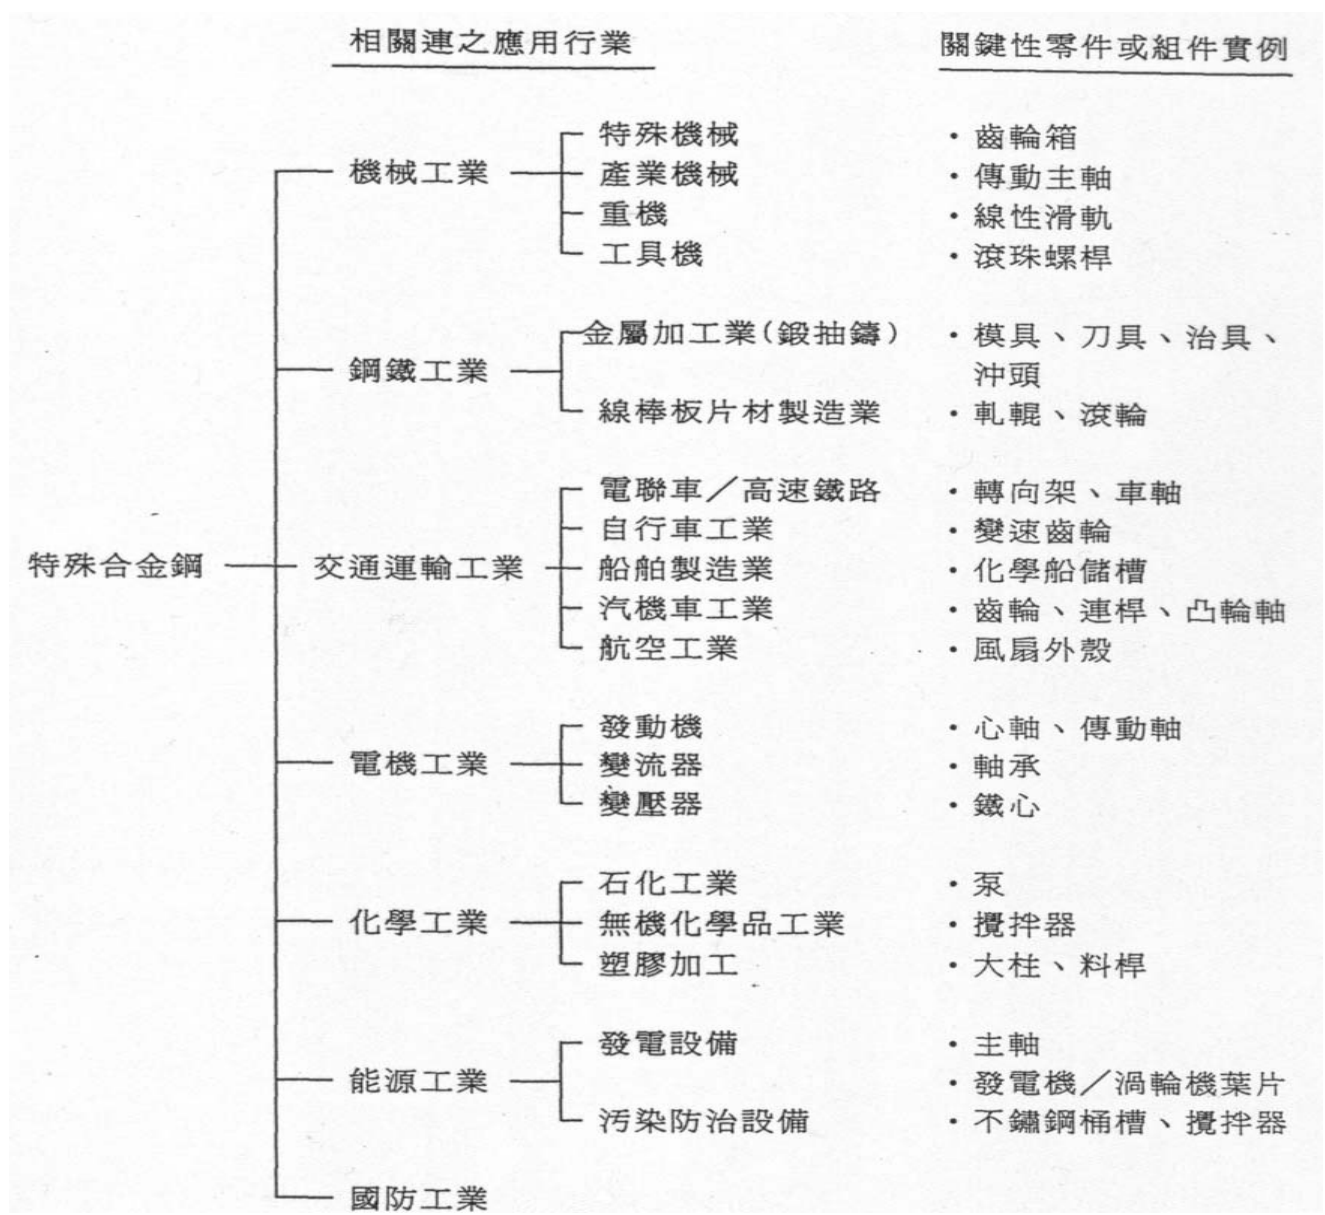 相關連之應用行業 關鍵性零件或組件實例
特殊機械 ・齒輪箱
機械工業 產業機械 ・傳動主軸
重機 ・線性滑軌
工具機 ・滾珠螺桿
金屬加工業(鍛抽鑄) ・模具、刀具、治具、
鋼鐵工業 沖頭
線棒板片材製造業 ・軋輥、滾輪
電聯車／高速鐵路 ・轉向架、車軸
自行車工業 ・變速齒輪
特殊合金鋼 交通運輸工業 船舶製造業 ・化學船儲槽
汽機車工業 ・齒輪、連桿、凸輪軸
航空工業 ・風扇外殼
發動機 ・心軸、傳動軸
電機工業 變流器 ・軸承
變壓器 ・鐵心
石化工業 ・泵
化學工業 無機化學品工業 ・攪拌器
塑膠加工 ・大柱、料桿
發電設備 ・主軸
能源工業 ・發電機／渦輪機葉片
污染防治設備 ・不鏽鋼桶槽、攪拌器
國防工業